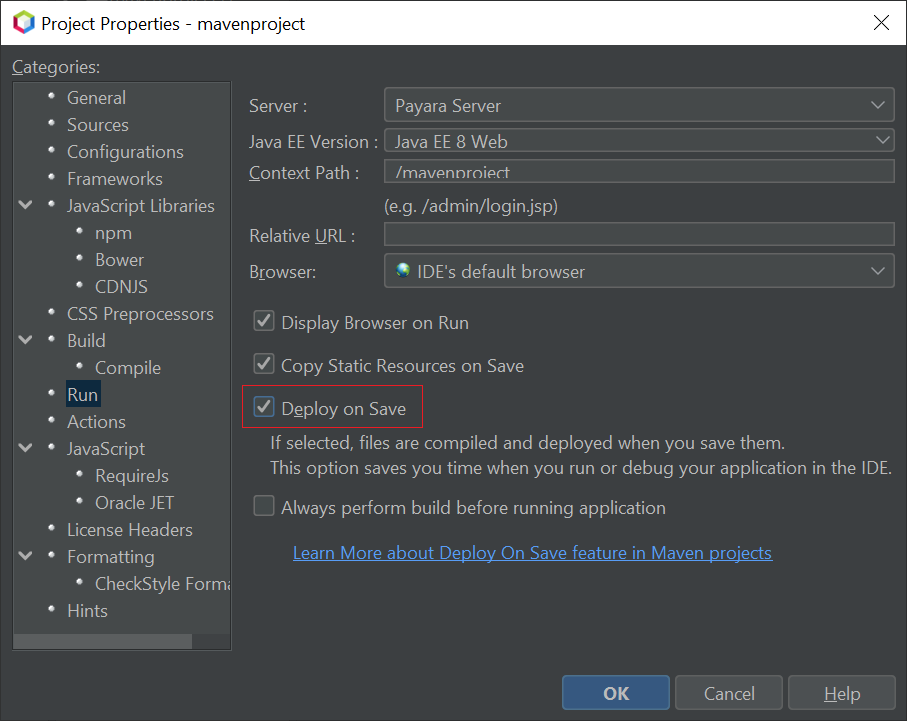 Project Properties - mavenproject
Categories:
General
Sources
Configurations
Frameworks
JavaScript Libraries
npm
Bower
CDNJS
CSS Preprocessors
Build
Compile
Run
Actions
JavaScript
RequireJs
Oracle JET
License Headers
Formatting
CheckStyle Forma
Hints
Server : Payara Server
Java EE Version : Java EE 8 Web
Context Path : /mavenproject
(e.g. /admin/login.jsp)
Relative URL :
Browser: IDE's default browser
Display Browser on Run
Copy Static Resources on Save
Deploy on Save
If selected, files are compiled and deployed when you save them.
This option saves you time when you run or debug your application in the IDE.
Always perform build before running application
Learn More about Deploy On Save feature in Maven projects
OK Cancel Help